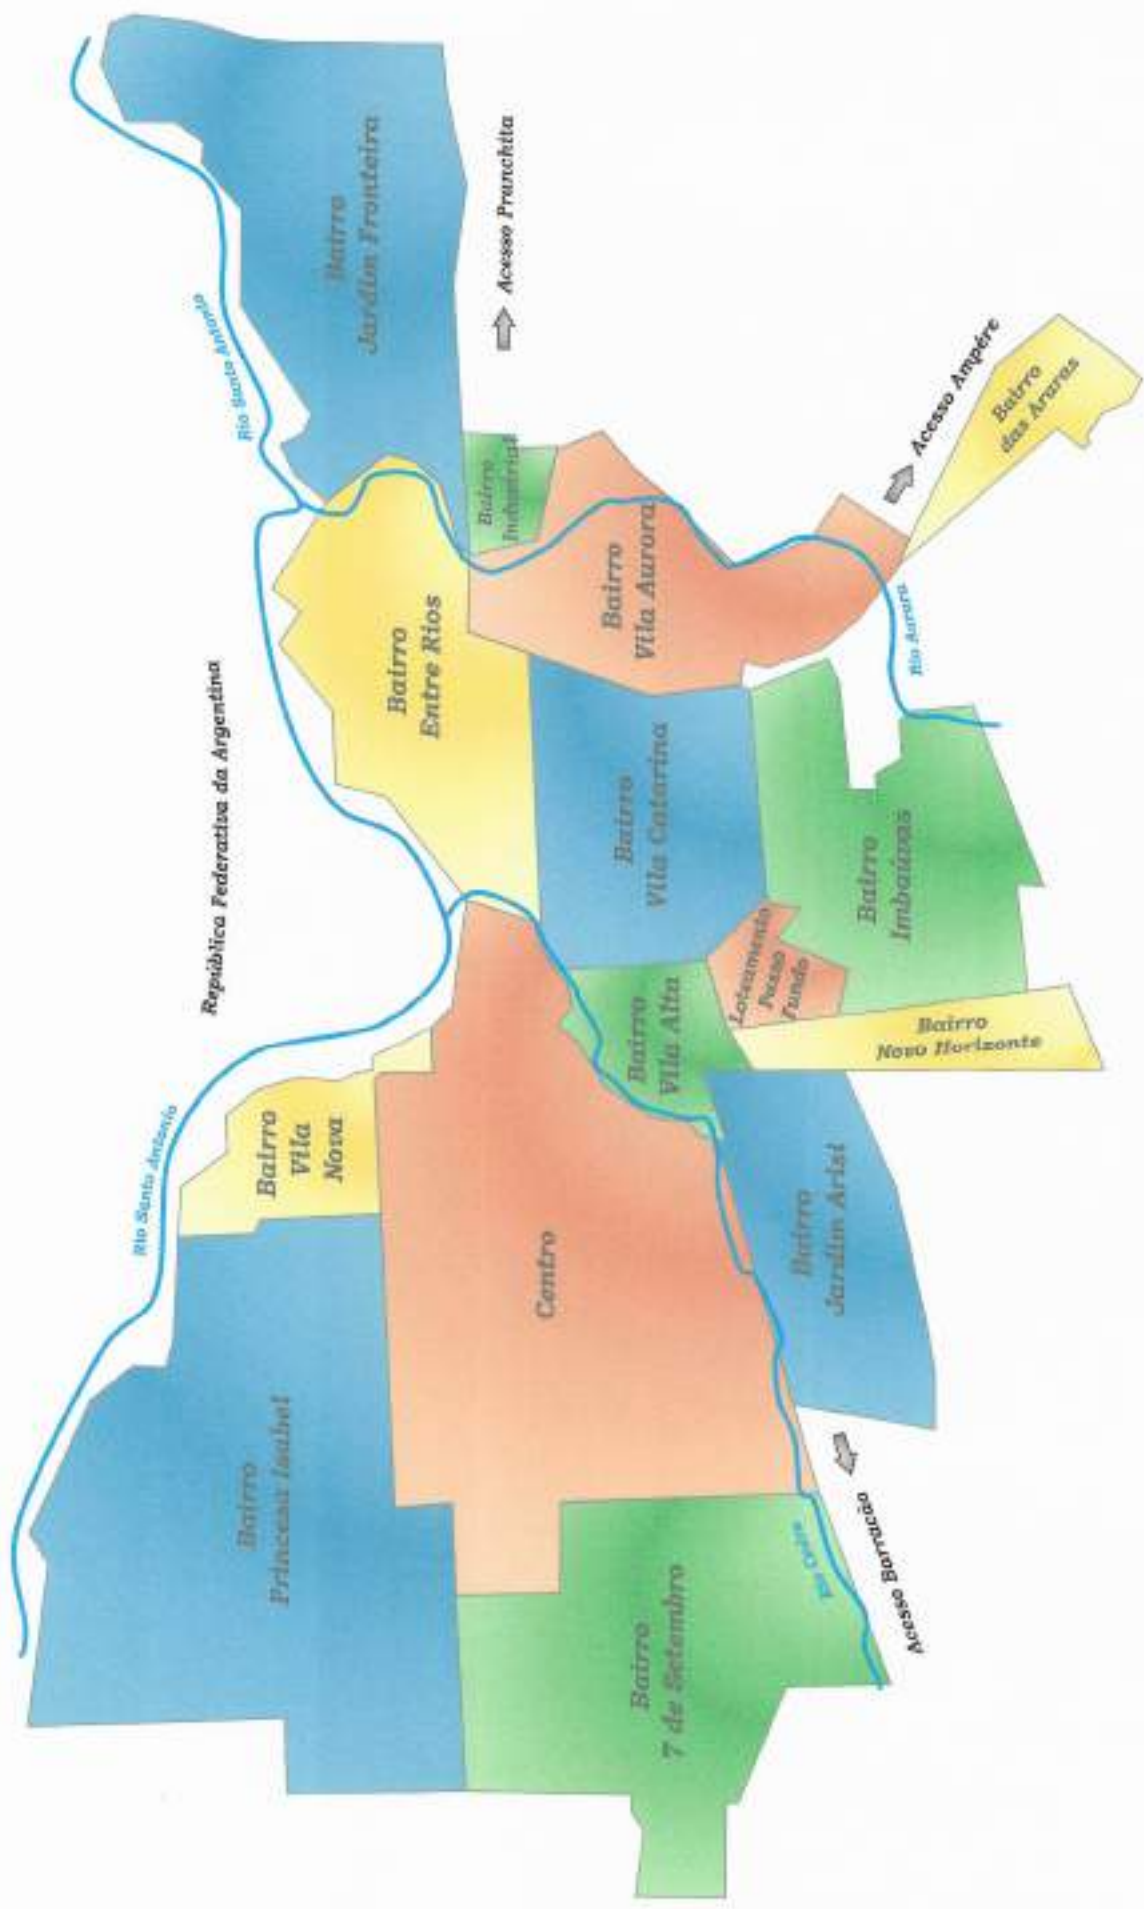 República Federativa da Argentina
Rio Santo Antonio
Rio Santo Antonio
Bairro
Jardim Fronteira
Acesso Pranchita
Bairro
Industrial
Bairro
Entre Rios
Bairro
Vila Aurora
Acesso Ampére
Bairro
das Araras
Rio Aurora
Bairro
Vila Catarina
Bairro
Imbaúvas
Loteamento
Passo
Fundo
Bairro
Novo Horizonte
Bairro
Vila Alta
Bairro
Vila
Nova
Centro
Bairro
Jardim Arisi
Bairro
Princesa Isabel
Bairro
7 de Setembro
Acesso Barracão
Rio